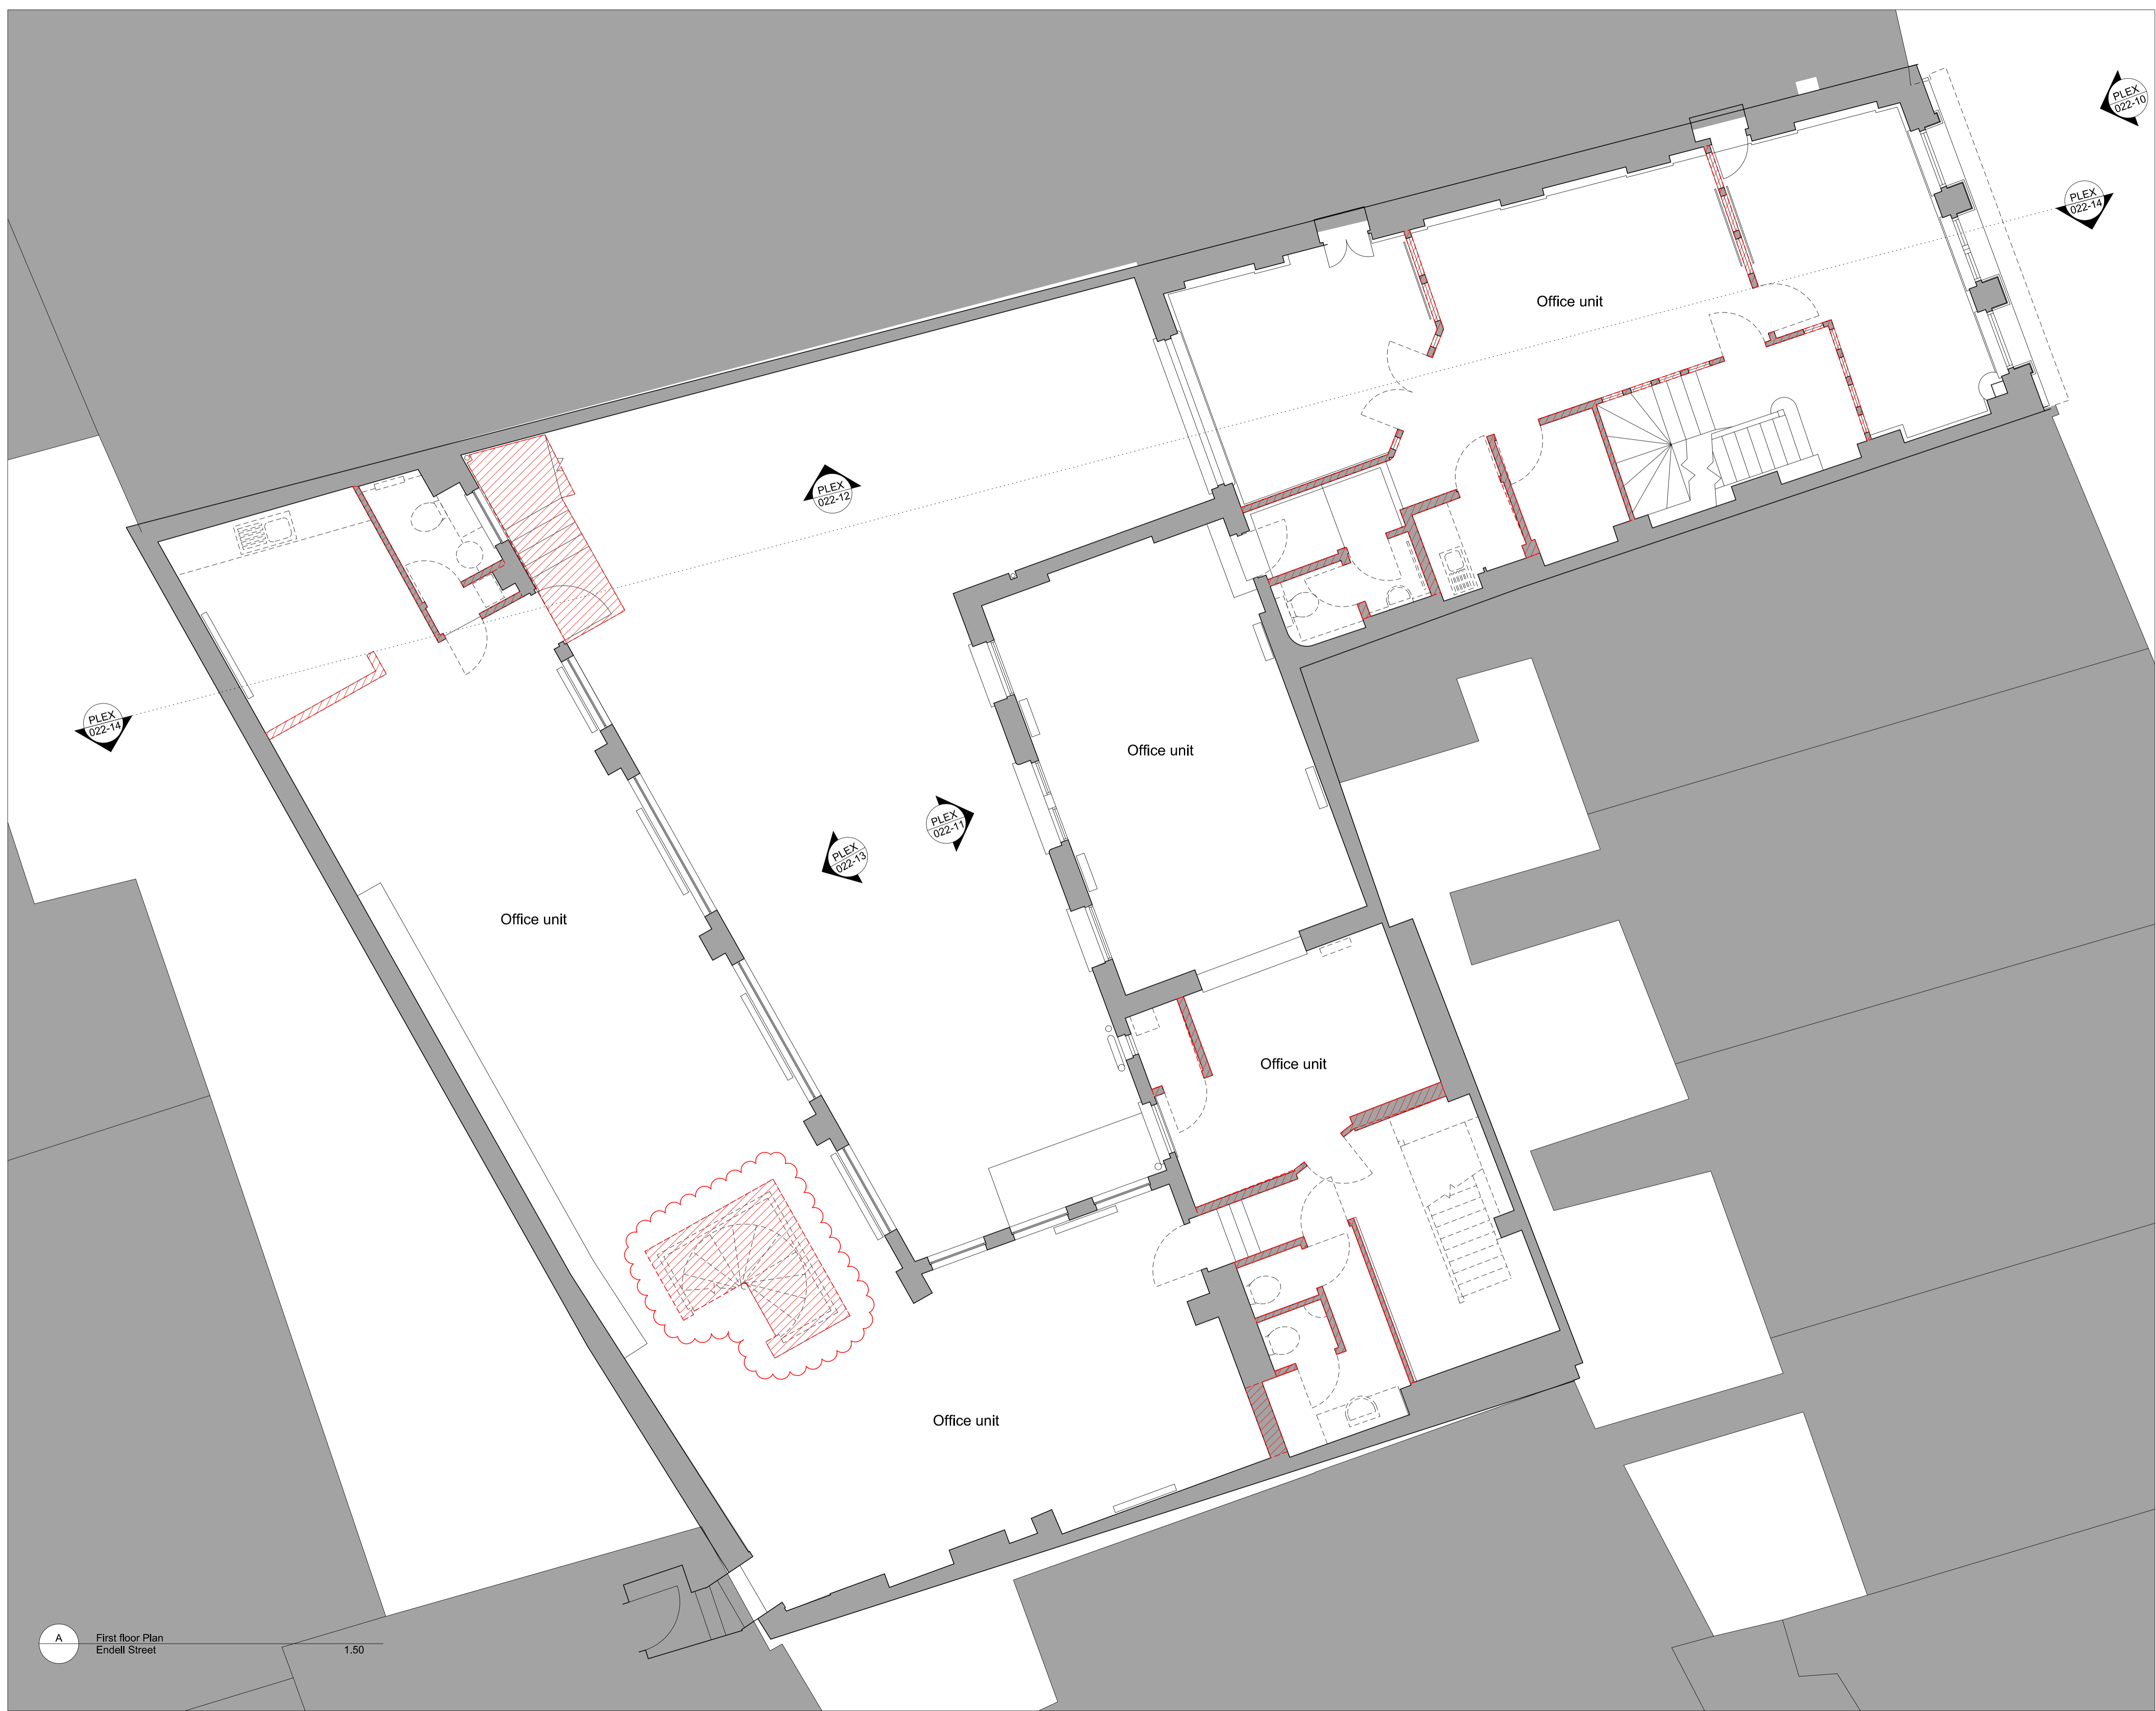 PLEX
022-10
PLEX
022-14
Office unit
PLEX
022-12
PLEX
022-14
Office unit
PLEX
022-11
PLEX
022-13
Office unit
Office unit
Office unit
A
First floor Plan
Endell Street
1.50